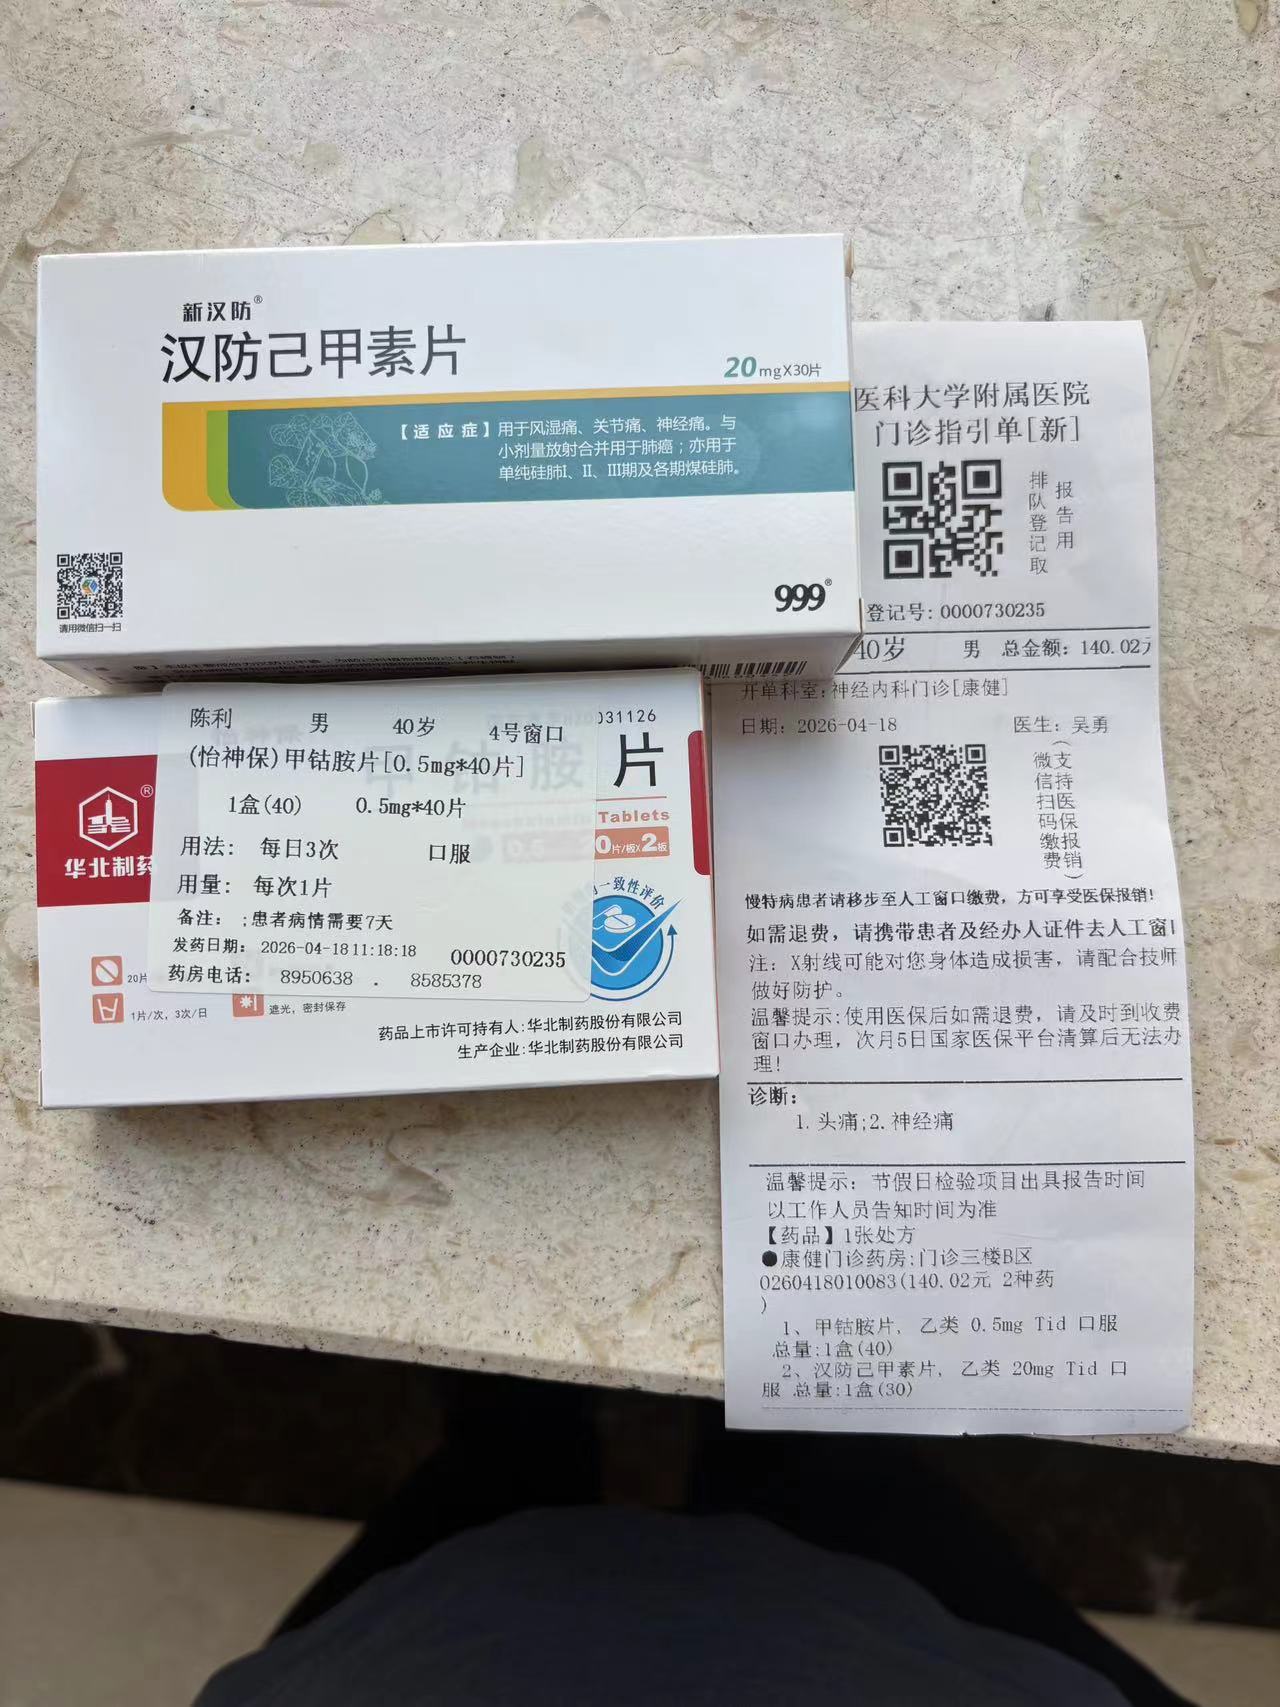 新汉防®
汉防己甲素片
20mgX30片
【适应症】用于风湿痛、关节痛、神经痛。与
小剂量放射合并用于肺癌；亦用于
单纯硅肺I、II、III期及各期煤硅肺。
请用微信扫一扫
999®
陈利 男 40岁 4号窗口
(怡神保)甲钴胺片[0.5mg*40片]
1盒(40) 0.5mg*40片
用法: 每日3次 口服
用量: 每次1片
备注: ;患者病情需要7天
发药日期: 2026-04-18 11:18:18 0000730235
药房电话: 8950638 . 8585378
031126
片
Tablets
0片/板X2板
一致性评价
®
华北制药
20片
1片/次，3次/日
遮光，密封保存
药品上市许可持有人:华北制药股份有限公司
生产企业:华北制药股份有限公司
医科大学附属医院
门诊指引单[新]
排队登记取
报告用
登记号: 0000730235
40岁 男 总金额: 140.02元
开单科室:神经内科门诊[康健]
日期: 2026-04-18 医生: 吴勇
微信扫码缴费
(支持医保报销)
慢特病患者请移步至人工窗口缴费，方可享受医保报销!
如需退费，请携带患者及经办人证件去人工窗
注: X射线可能对您身体造成损害，请配合技师
做好防护。
温馨提示:使用医保后如需退费，请及时到收费
窗口办理，次月5日国家医保平台清算后无法办
理!
诊断:
1. 头痛;2. 神经痛
温馨提示: 节假日检验项目出具报告时间
以工作人员告知时间为准
【药品】1张处方
●康健门诊药房;门诊三楼B区
0260418010083(140.02元 2种药
)
1、甲钴胺片, 乙类 0.5mg Tid 口服
总量:1盒(40)
2、汉防己甲素片, 乙类 20mg Tid 口
服 总量:1盒(30)